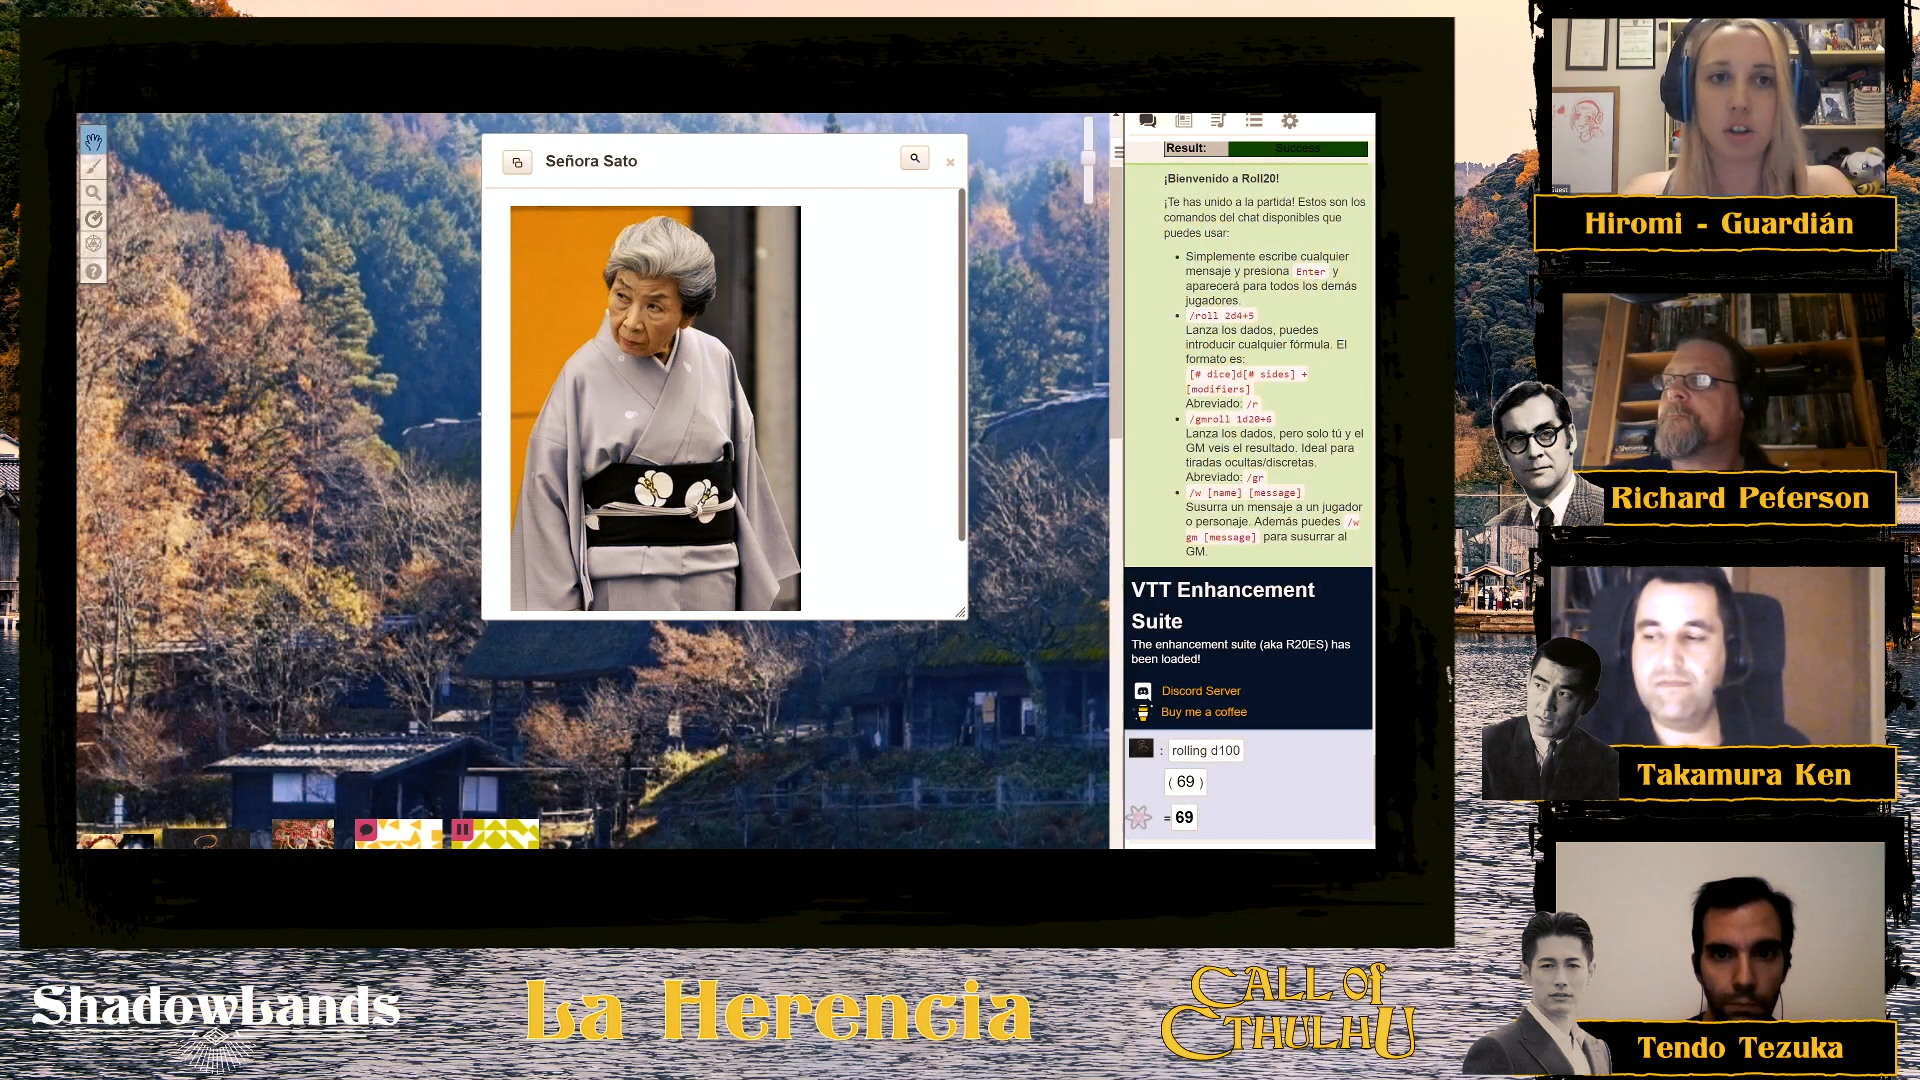 Señora Sato
Result: Success
¡Bienvenido a Roll20!
¡Te has unido a la partida! Estos son los
comandos del chat disponibles que
puedes usar:
• Simplemente escribe cualquier
mensaje y presiona Enter y
aparecerá para todos los demás
jugadores.
• /roll 2d4+5
Lanza los dados, puedes
introducir cualquier fórmula. El
formato es:
[# dice]d[# sides] +
[modifiers]
Abreviado: /r
• /gmroll 1d20+6
Lanza los dados, pero solo tú y el
GM veis el resultado. Ideal para
tiradas ocultas/discretas.
Abreviado: /gr
• /w [name] [message]
Susurra un mensaje a un jugador
o personaje. Además puedes /w
gm [message] para susurrar al
GM.
VTT Enhancement
Suite
The enhancement suite (aka R20ES) has
been loaded!
Discord Server
Buy me a coffee
: rolling d100
( 69 )
= 69
Guest
Hiromi - Guardián
Richard Peterson
Takamura Ken
Tendo Tezuka
ShadowLands
La Herencia
CALL of
CTHULHU